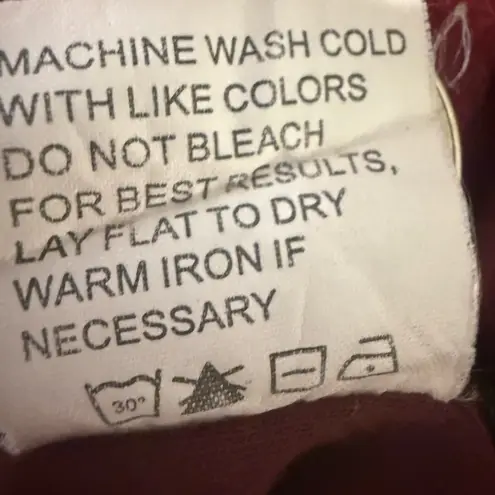 MACHINE WASH COLD
WITH LIKE COLORS
DO NOT BLEACH
FOR BEST RESULTS,
LAY FLAT TO DRY
WARM IRON IF
NECESSARY
30°